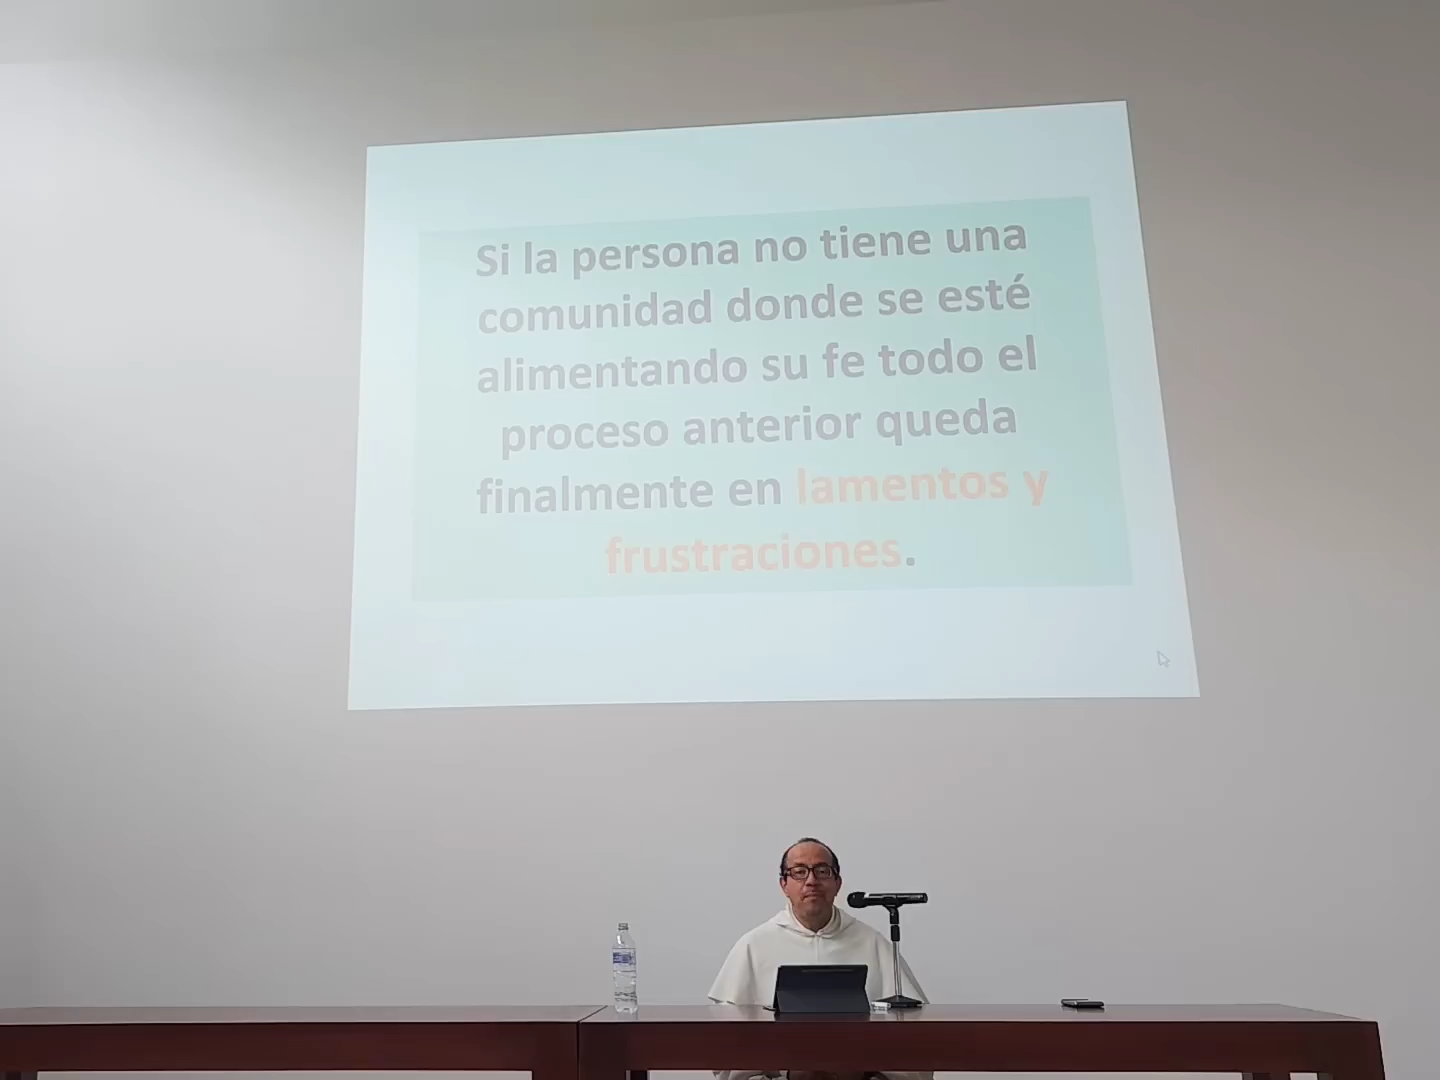 Si la persona no tiene una
comunidad donde se esté
alimentando su fe todo el
proceso anterior queda
finalmente en lamentos y
frustraciones.